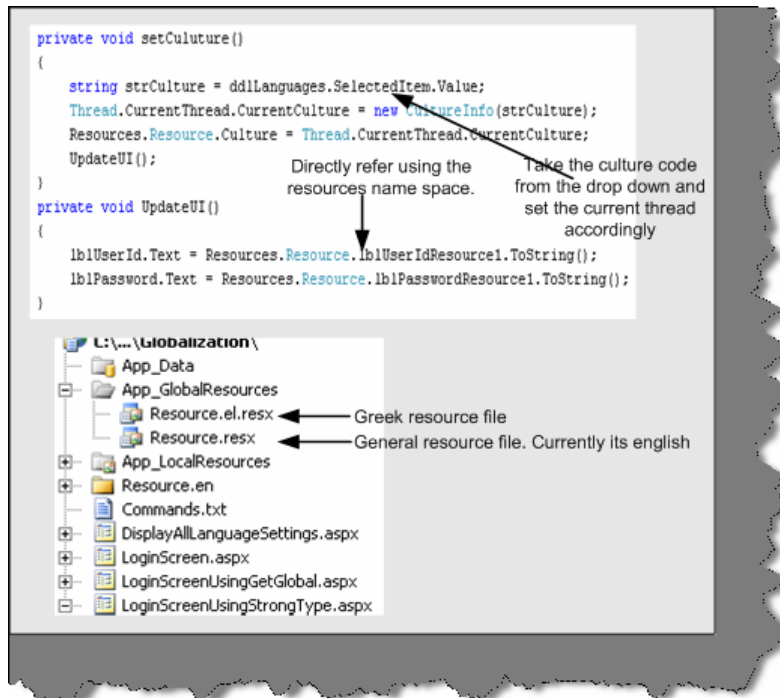 private void setCuluture()
{
string strCulture = ddlLanguages.SelectedItem.Value;
Thread.CurrentThread.CurrentCulture = new CultureInfo(strCulture);
Resources.Resource.Culture = Thread.CurrentThread.CurrentCulture;
UpdateUI();
}
Directly refer using the
resources name space.
Take the culture code
from the drop down and
set the current thread
accordingly
private void UpdateUI()
{
lblUserId.Text = Resources.Resource.lblUserIdResource1.ToString();
lblPassword.Text = Resources.Resource.lblPasswordResource1.ToString();
}
C:\...\Globalization\
App_Data
App_GlobalResources
Resource.el.resx
Greek resource file
Resource.resx
General resource file. Currently its english
App_LocalResources
Resource.en
Commands.txt
DisplayAllLanguageSettings.aspx
LoginScreen.aspx
LoginScreenUsingGetGlobal.aspx
LoginScreenUsingStrongType.aspx